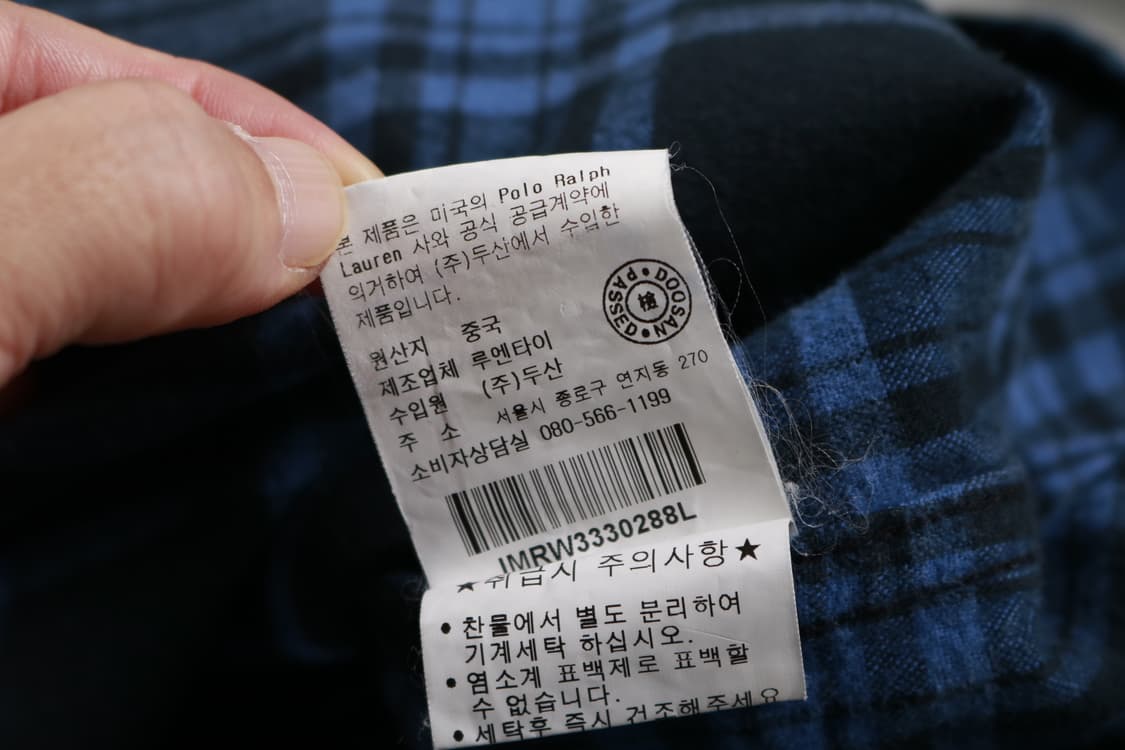 본 제품은 미국의 Polo Ralph
Lauren 사와 공식 공급계약에
의거하여 (주)두산에서 수입한
제품입니다.
DOOSAN • PASSED •
檢
원산지 중국
제조업체 루엔타이
수입원 (주)두산
주 소 서울시 종로구 연지동 270
소비자상담실 080-566-1199
IMRW3330288L
★취급시 주의사항★
• 찬물에서 별도 분리하여
기계세탁 하십시오.
• 염소계 표백제로 표백할
수 없습니다.
• 세탁후 즉시 건조해주세요